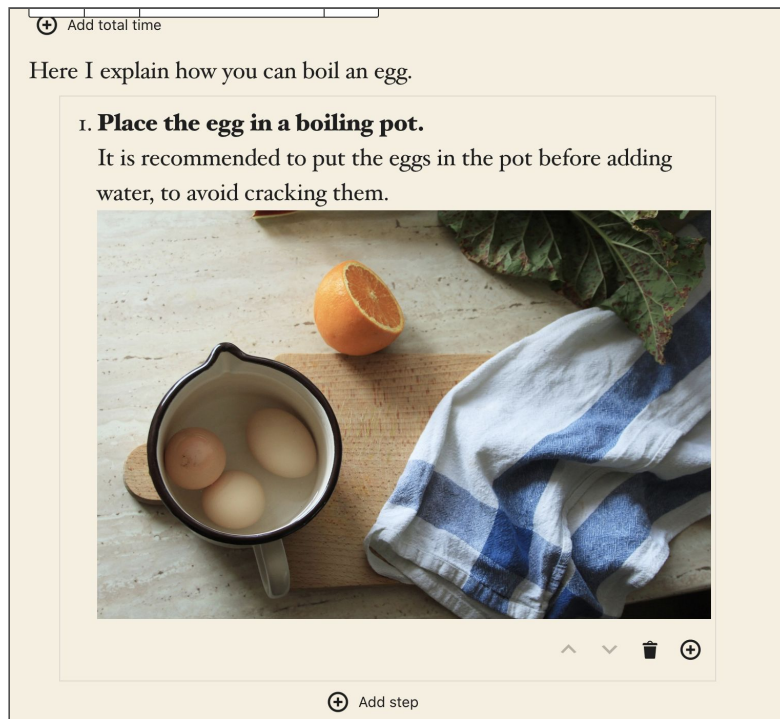 Add total time
Here I explain how you can boil an egg.
1. Place the egg in a boiling pot.
It is recommended to put the eggs in the pot before adding
water, to avoid cracking them.
Add step